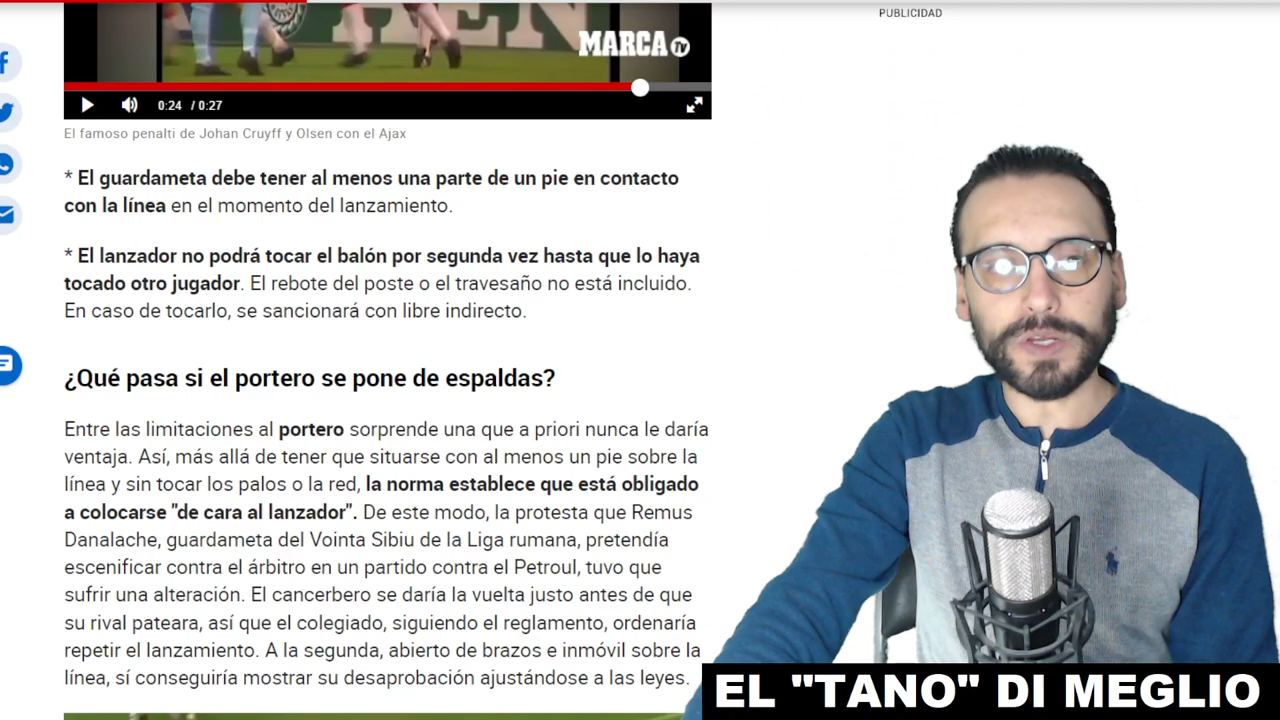 PUBLICIDAD
MARCA TV
0:24 / 0:27
El famoso penalti de Johan Cruyff y Olsen con el Ajax
* El guardameta debe tener al menos una parte de un pie en contacto
con la línea en el momento del lanzamiento.
* El lanzador no podrá tocar el balón por segunda vez hasta que lo haya
tocado otro jugador. El rebote del poste o el travesaño no está incluido.
En caso de tocarlo, se sancionará con libre indirecto.
¿Qué pasa si el portero se pone de espaldas?
Entre las limitaciones al portero sorprende una que a priori nunca le daría
ventaja. Así, más allá de tener que situarse con al menos un pie sobre la
línea y sin tocar los palos o la red, la norma establece que está obligado
a colocarse "de cara al lanzador". De este modo, la protesta que Remus
Danalache, guardameta del Vointa Sibiu de la Liga rumana, pretendía
escenificar contra el árbitro en un partido contra el Petroul, tuvo que
sufrir una alteración. El cancerbero se daría la vuelta justo antes de que
su rival pateara, así que el colegiado, siguiendo el reglamento, ordenaría
repetir el lanzamiento. A la segunda, abierto de brazos e inmóvil sobre la
línea, sí conseguiría mostrar su desaprobación ajustándose a las leyes.
EL "TANO" DI MEGLIO